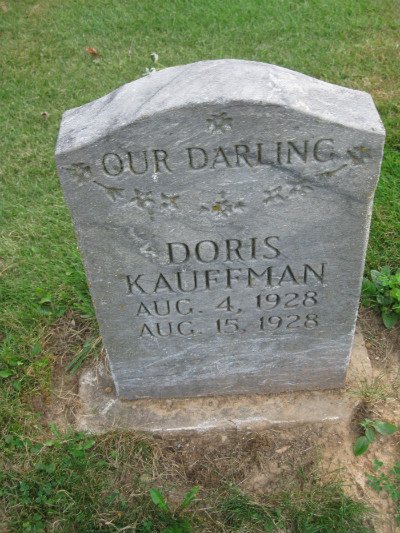 OUR DARLING
DORIS
KAUFFMAN
AUG. 4, 1928
AUG. 15, 1928